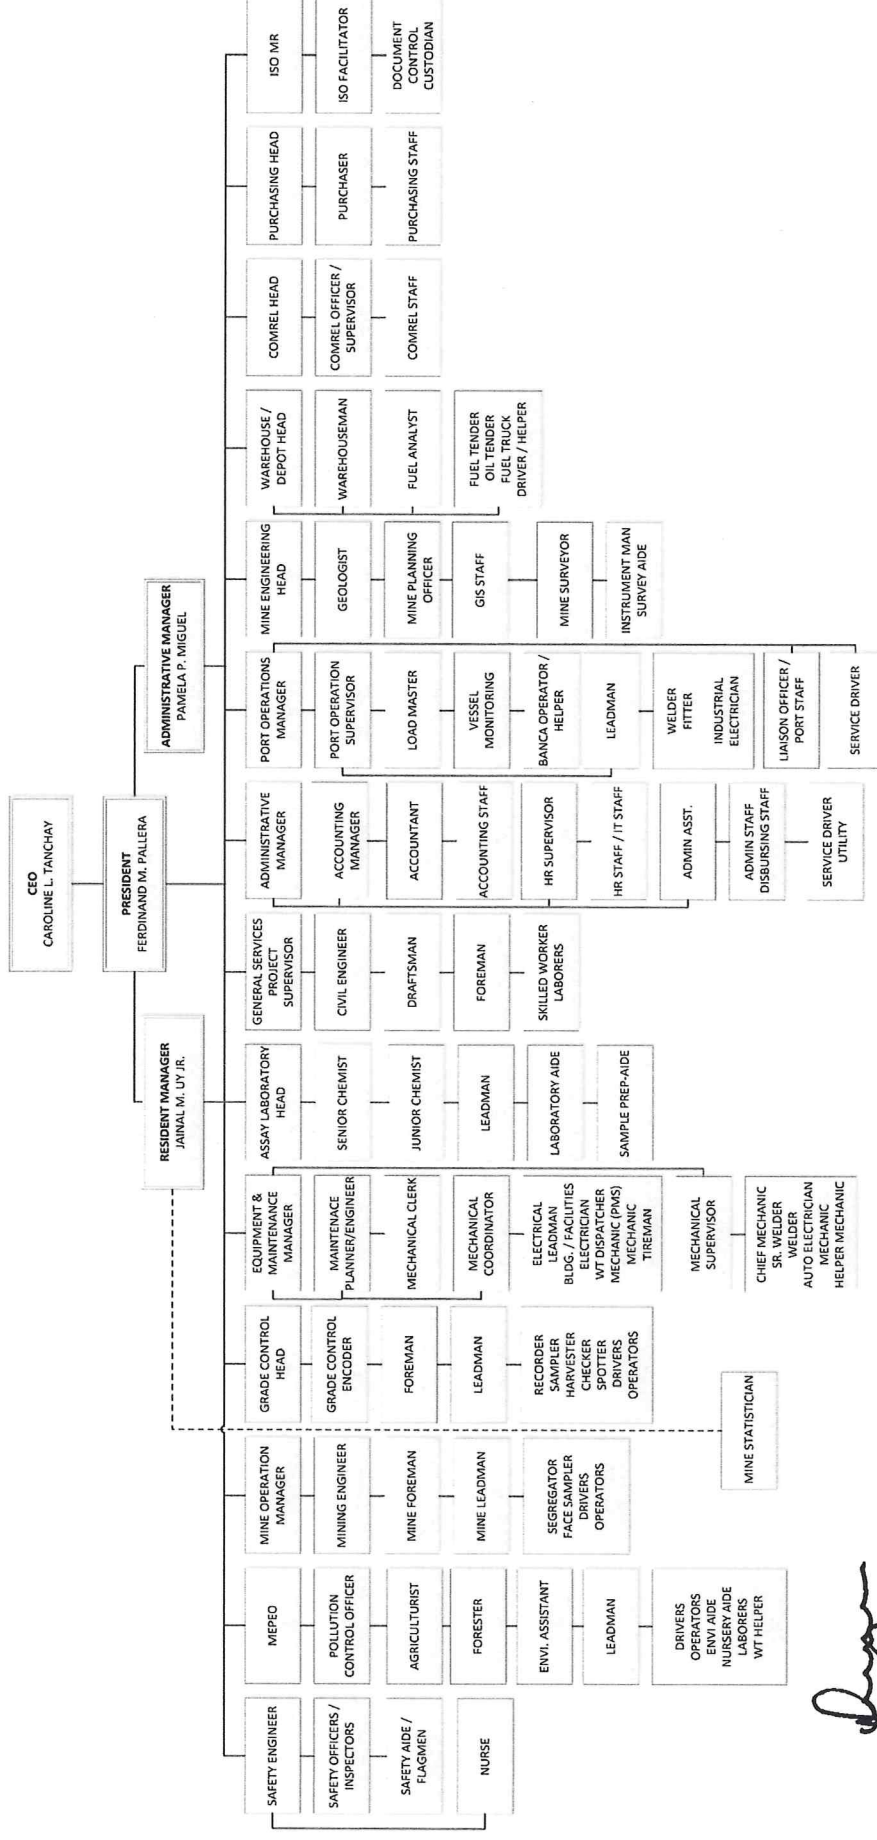 CEO
CAROLINE L. TANCHAY
PRESIDENT
FERDINAND M. PALLERA
RESIDENT MANAGER
JAINAL M. UY JR.
ADMINISTRATIVE MANAGER
PAMELA P. MIGUEL
SAFETY ENGINEER
SAFETY OFFICERS /
INSPECTORS
SAFETY AIDE /
FLAGMEN
NURSE
MEPEO
POLLUTION
CONTROL OFFICER
AGRICULTURIST
FORESTER
ENVI. ASSISTANT
LEADMAN
DRIVERS
OPERATORS
ENVI AIDE
NURSERY AIDE
LABORERS
WT HELPER
MINE OPERATION
MANAGER
MINING ENGINEER
MINE FOREMAN
MINE LEADMAN
SEGREGATOR
FACE SAMPLER
DRIVERS
OPERATORS
GRADE CONTROL
HEAD
GRADE CONTROL
ENCODER
FOREMAN
LEADMAN
RECORDER
SAMPLER
HARVESTER
CHECKER
SPOTTER
DRIVERS
OPERATORS
MINE STATISTICIAN
EQUIPMENT &
MAINTENANCE
MANAGER
MAINTENACE
PLANNER/ENGINEER
MECHANICAL CLERK
MECHANICAL
COORDINATOR
ELECTRICAL
LEADMAN
BLDG. / FACILITIES
ELECTRICIAN
WT DISPATCHER
MECHANIC (PMS)
MECHANIC
TIREMAN
MECHANICAL
SUPERVISOR
CHIEF MECHANIC
SR. WELDER
WELDER
AUTO ELECTRICIAN
MECHANIC
HELPER MECHANIC
ASSAY LABORATORY
HEAD
SENIOR CHEMIST
JUNIOR CHEMIST
LEADMAN
LABORATORY AIDE
SAMPLE PREP-AIDE
GENERAL SERVICES
PROJECT
SUPERVISOR
CIVIL ENGINEER
DRAFTSMAN
FOREMAN
SKILLED WORKER
LABORERS
ADMINISTRATIVE
MANAGER
ACCOUNTING
MANAGER
ACCOUNTANT
ACCOUNTING STAFF
HR SUPERVISOR
HR STAFF / IT STAFF
ADMIN ASST.
ADMIN STAFF
DISBURSING STAFF
SERVICE DRIVER
UTILITY
PORT OPERATIONS
MANAGER
PORT OPERATION
SUPERVISOR
LOAD MASTER
VESSEL
MONITORING
BANCA OPERATOR /
HELPER
LEADMAN
WELDER
FITTER
INDUSTRIAL
ELECTRICIAN
LIAISON OFFICER /
PORT STAFF
SERVICE DRIVER
MINE ENGINEERING
HEAD
GEOLOGIST
MINE PLANNING
OFFICER
GIS STAFF
MINE SURVEYOR
INSTRUMENT MAN
SURVEY AIDE
WAREHOUSE /
DEPOT HEAD
WAREHOUSEMAN
FUEL ANALYST
FUEL TENDER
OIL TENDER
FUEL TRUCK
DRIVER / HELPER
COMREL HEAD
COMREL OFFICER /
SUPERVISOR
COMREL STAFF
PURCHASING HEAD
PURCHASER
PURCHASING STAFF
ISO MR
ISO FACILITATOR
DOCUMENT
CONTROL
CUSTODIAN